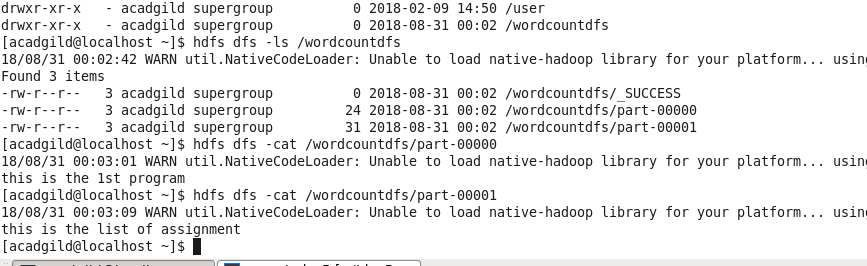 drwxr-xr-x   - acadgild supergroup          0 2018-02-09 14:50 /user
drwxr-xr-x   - acadgild supergroup          0 2018-08-31 00:02 /wordcountdfs
[acadgild@localhost ~]$ hdfs dfs -ls /wordcountdfs
18/08/31 00:02:42 WARN util.NativeCodeLoader: Unable to load native-hadoop library for your platform... using
Found 3 items
-rw-r--r--   3 acadgild supergroup          0 2018-08-31 00:02 /wordcountdfs/_SUCCESS
-rw-r--r--   3 acadgild supergroup         24 2018-08-31 00:02 /wordcountdfs/part-00000
-rw-r--r--   3 acadgild supergroup         31 2018-08-31 00:02 /wordcountdfs/part-00001
[acadgild@localhost ~]$ hdfs dfs -cat /wordcountdfs/part-00000
18/08/31 00:03:01 WARN util.NativeCodeLoader: Unable to load native-hadoop library for your platform... using
this is the 1st program
[acadgild@localhost ~]$ hdfs dfs -cat /wordcountdfs/part-00001
18/08/31 00:03:09 WARN util.NativeCodeLoader: Unable to load native-hadoop library for your platform... using
this is the list of assignment
[acadgild@localhost ~]$